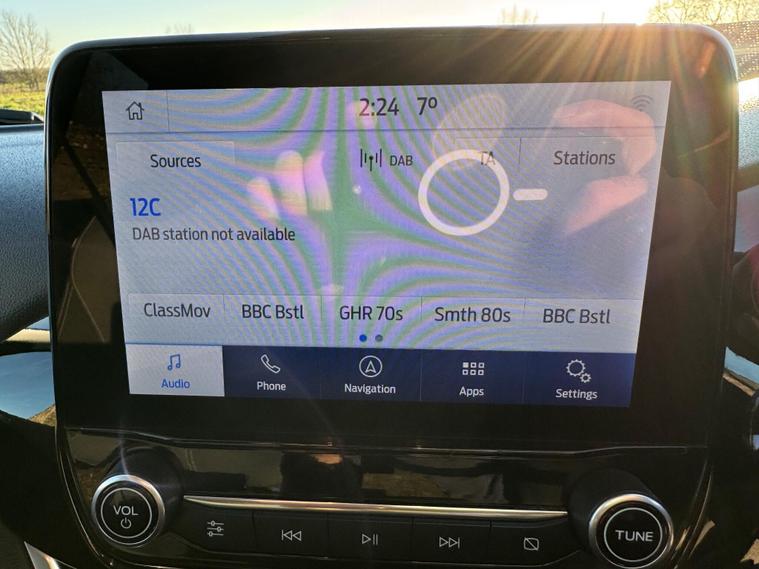 2:24 7º
Sources
DAB
TA
Stations
12C
DAB station not available
ClassMov
BBC Bstl
GHR 70s
Smth 80s
BBC Bstl
Audio
Phone
Navigation
Apps
Settings
VOL
TUNE